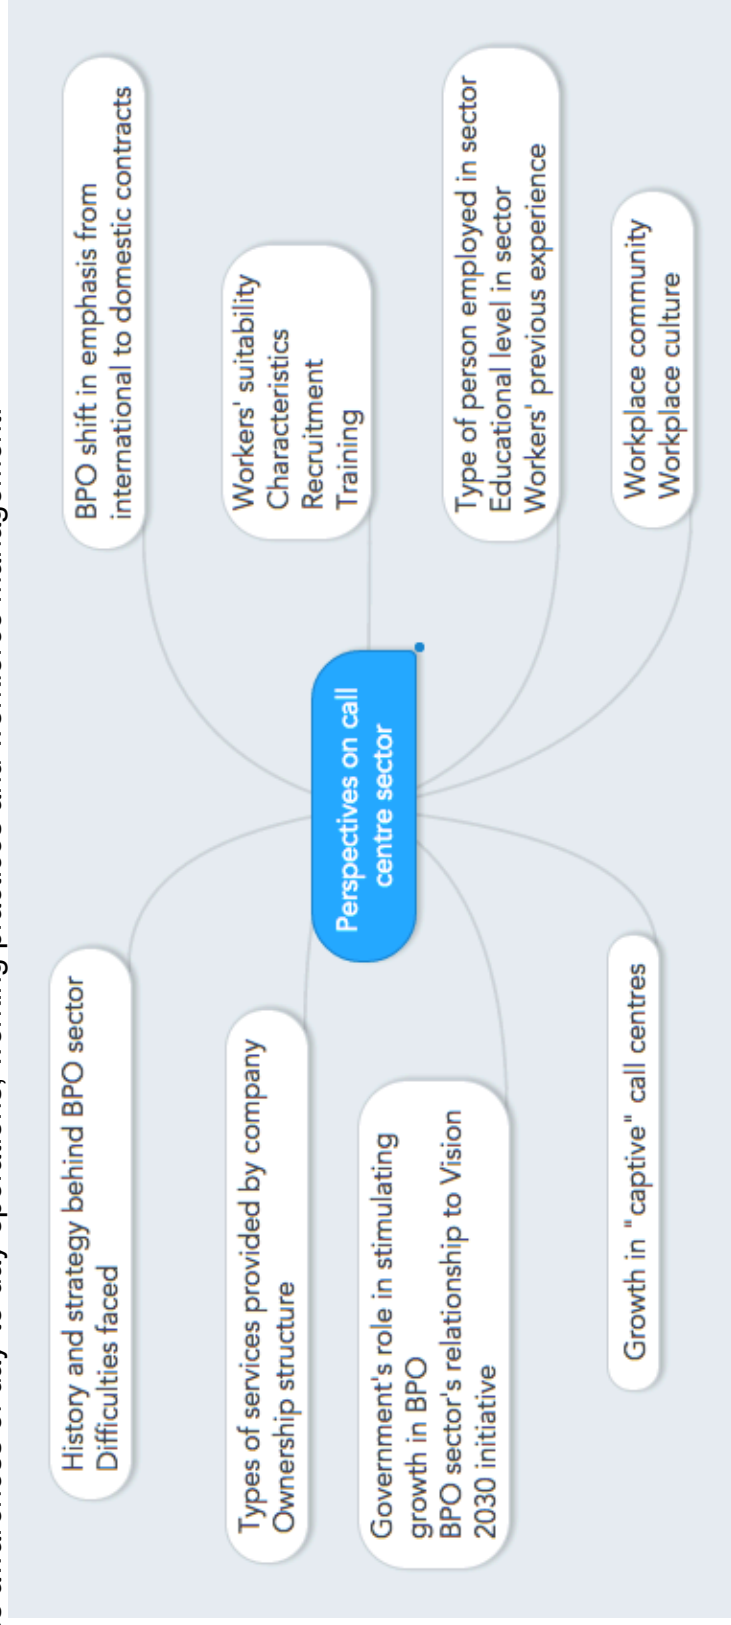 History and strategy behind BPO sector
Difficulties faced
Types of services provided by company
Ownership structure
Government's role in stimulating
growth in BPO
BPO sector's relationship to Vision
2030 initiative
Growth in "captive" call centres
Perspectives on call
centre sector
BPO shift in emphasis from
international to domestic contracts
Workers' suitability
Characteristics
Recruitment
Training
Type of person employed in sector
Educational level in sector
Workers' previous experience
Workplace community
Workplace culture